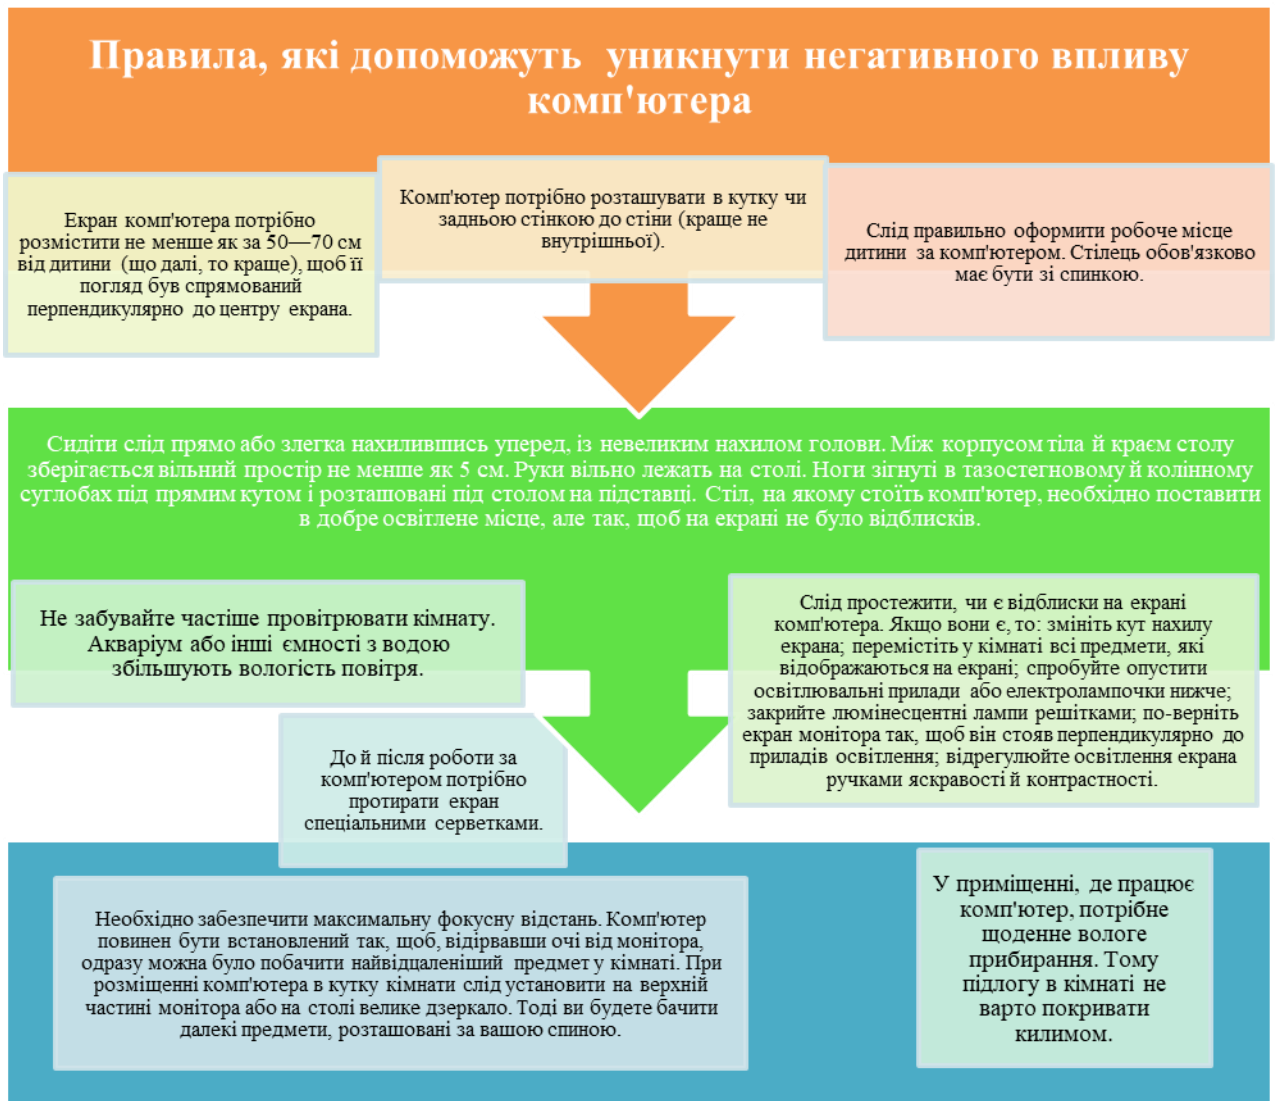 Правила, які допоможуть уникнути негативного впливу
комп'ютера
Екран комп'ютера потрібно
розмістити не менше як за 50—70 см
від дитини (що далі, то краще), щоб її
погляд був спрямований
перпендикулярно до центру екрана.
Комп'ютер потрібно розташувати в кутку чи
задньою стінкою до стіни (краще не
внутрішньої).
Слід правильно оформити робоче місце
дитини за комп'ютером. Стілець обов'язково
має бути зі спинкою.
Сидіти слід прямо або злегка нахилившись уперед, із невеликим нахилом голови. Між корпусом тіла й краєм столу
зберігається вільний простір не менше як 5 см. Руки вільно лежать на столі. Ноги зігнуті в тазостегновому й колінному
суглобах під прямим кутом і розташовані під столом на підставці. Стіл, на якому стоїть комп'ютер, необхідно поставити
в добре освітлене місце, але так, щоб на екрані не було відблисків.
Не забувайте частіше провітрювати кімнату.
Акваріум або інші ємності з водою
збільшують вологість повітря.
Слід простежити, чи є відблиски на екрані
комп'ютера. Якщо вони є, то: змініть кут нахилу
екрана; перемістіть у кімнаті всі предмети, які
відображаються на екрані; спробуйте опустити
освітлювальні прилади або електролампочки нижче;
закрийте люмінесцентні лампи решітками; по-верніть
екран монітора так, щоб він стояв перпендикулярно до
приладів освітлення; відрегулюйте освітлення екрана
ручками яскравості й контрастності.
До й після роботи за
комп'ютером потрібно
протирати екран
спеціальними серветками.
Необхідно забезпечити максимальну фокусну відстань. Комп'ютер
повинен бути встановлений так, щоб, відірвавши очі від монітора,
одразу можна було побачити найвідцаленіший предмет у кімнаті. При
розміщенні комп'ютера в кутку кімнати слід установити на верхній
частині монітора або на столі велике дзеркало. Тоді ви будете бачити
далекі предмети, розташовані за вашою спиною.
У приміщенні, де працює
комп'ютер, потрібне
щоденне вологе
прибирання. Тому
підлогу в кімнаті не
варто покривати
килимом.